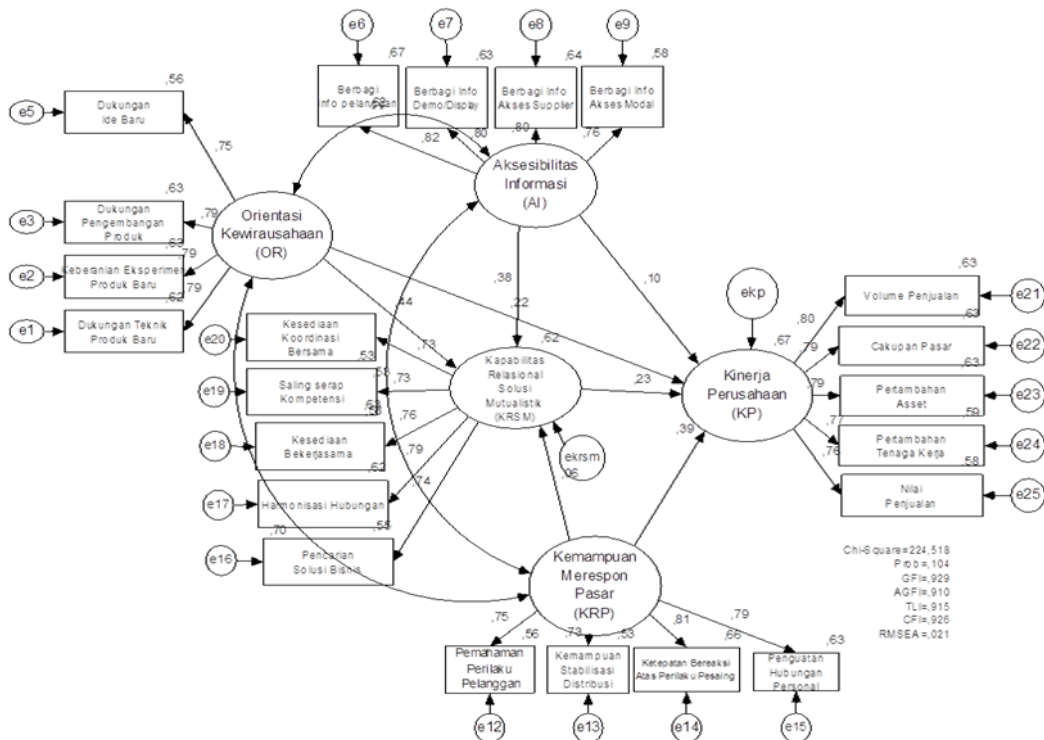 e6
e7
e8
e9
,67
,63
,64
,58
Berbagi
Info pelanggan
Berbagi Info
Demo/Display
Berbagi Info
Akses Supplier
Berbagi Info
Akses Modal
,82
,80
,80
,76
Aksesibilitas
Informasi
(AI)
,56
e5
Dukungan
Ide Baru
,75
,63
e3
Dukungan
Pengembangan
Produk
,79
,63
e2
Keberanian Eksperimen
Produk Baru
,79
,62
e1
Dukungan Teknik
Produk Baru
,79
Orientasi
Kewirausahaan
(OR)
,38
,10
,44
,22
,62
,73
e20
Kesediaan
Koordinasi
Bersama
,53
e19
Saling serap
Kompetensi
,58
,73
e18
Kesediaan
Bekerjasama
,76
,62
e17
Harmonisasi Hubungan
,79
,55
e16
Pencarian
Solusi Bisnis
,74
,70
Kapabilitas
Relasional
Solusi
Mutualistik
(KRSM)
ekrsm
,06
,23
,39
ekp
,67
Kinerja
Perusahaan
(KP)
,80
,79
,79
,77
,76
,63
Volume Penjualan
e21
,63
Cakupan Pasar
e22
,63
Pertambahan
Asset
e23
,59
Pertambahan
Tenaga Kerja
e24
,58
Nilai
Penjualan
e25
Kemampuan
Merespon
Pasar
(KRP)
,75
,73
,81
,79
,56
,53
,66
,63
Pemahaman
Perilaku
Pelanggan
Kemampuan
Stabilisasi
Distribusi
Ketepatan Bereaksi
Atas Perilaku Pesaing
Penguatan
Hubungan
Personal
e12
e13
e14
e15
Chi-Square=224,518
Prob=,104
GFI=,929
AGFI=,910
TLI=,915
CFI=,926
RMSEA=,021